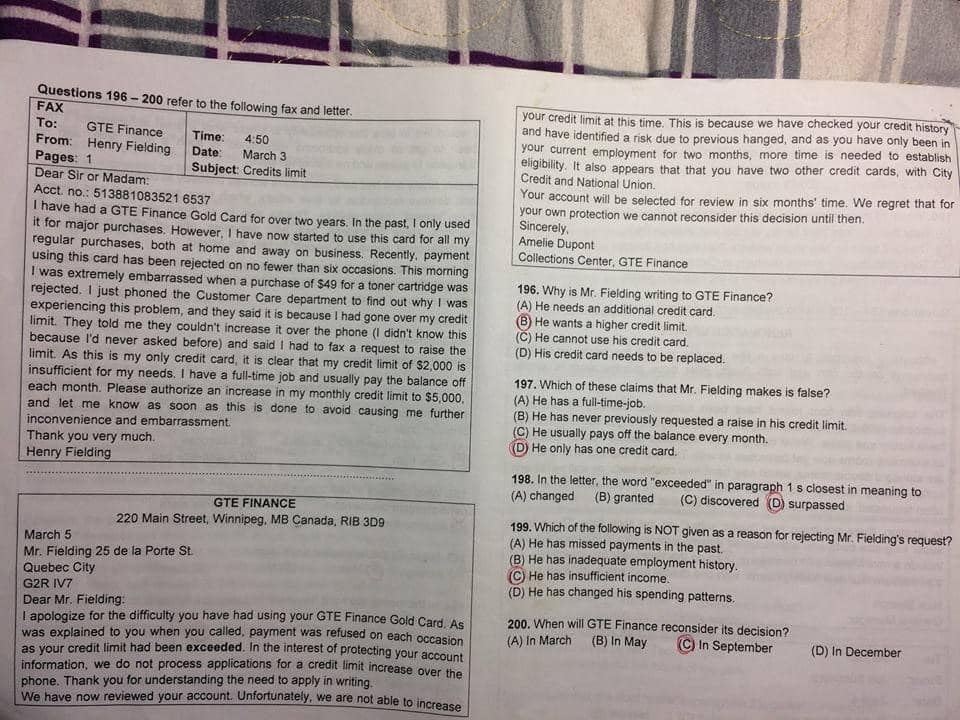 Questions 196 – 200 refer to the following fax and letter.
FAX
To: GTE Finance
From: Henry Fielding
Pages: 1
Time: 4:50
Date: March 3
Subject: Credits limit
Dear Sir or Madam:
Acct. no.: 513881083521 6537
I have had a GTE Finance Gold Card for over two years. In the past, I only used
it for major purchases. However, I have now started to use this card for all my
regular purchases, both at home and away on business. Recently, payment
using this card has been rejected on no fewer than six occasions. This morning
I was extremely embarrassed when a purchase of $49 for a toner cartridge was
rejected. I just phoned the Customer Care department to find out why I was
experiencing this problem, and they said it is because I had gone over my credit
limit. They told me they couldn't increase it over the phone (I didn't know this
because I'd never asked before) and said I had to fax a request to raise the
limit. As this is my only credit card, it is clear that my credit limit of $2,000 is
insufficient for my needs. I have a full-time job and usually pay the balance off
each month. Please authorize an increase in my monthly credit limit to $5,000,
and let me know as soon as this is done to avoid causing me further
inconvenience and embarrassment.
Thank you very much.
Henry Fielding
GTE FINANCE
220 Main Street, Winnipeg, MB Canada, RIB 3D9
March 5
Mr. Fielding 25 de la Porte St.
Quebec City
G2R IV7
Dear Mr. Fielding:
I apologize for the difficulty you have had using your GTE Finance Gold Card. As
was explained to you when you called, payment was refused on each occasion
as your credit limit had been exceeded. In the interest of protecting your account
information, we do not process applications for a credit limit increase over the
phone. Thank you for understanding the need to apply in writing.
We have now reviewed your account. Unfortunately, we are not able to increase
your credit limit at this time. This is because we have checked your credit history
and have identified a risk due to previous hanged, and as you have only been in
your current employment for two months, more time is needed to establish
eligibility. It also appears that that you have two other credit cards, with City
Credit and National Union.
Your account will be selected for review in six months' time. We regret that for
your own protection we cannot reconsider this decision until then.
Sincerely,
Amelie Dupont
Collections Center, GTE Finance
196. Why is Mr. Fielding writing to GTE Finance?
(A) He needs an additional credit card.
(B) He wants a higher credit limit.
(C) He cannot use his credit card.
(D) His credit card needs to be replaced.
197. Which of these claims that Mr. Fielding makes is false?
(A) He has a full-time-job.
(B) He has never previously requested a raise in his credit limit.
(C) He usually pays off the balance every month.
(D) He only has one credit card.
198. In the letter, the word "exceeded" in paragraph 1 s closest in meaning to
(A) changed (B) granted (C) discovered (D) surpassed
199. Which of the following is NOT given as a reason for rejecting Mr. Fielding's request?
(A) He has missed payments in the past.
(B) He has inadequate employment history.
(C) He has insufficient income.
(D) He has changed his spending patterns.
200. When will GTE Finance reconsider its decision?
(A) In March (B) In May (C) In September (D) In December